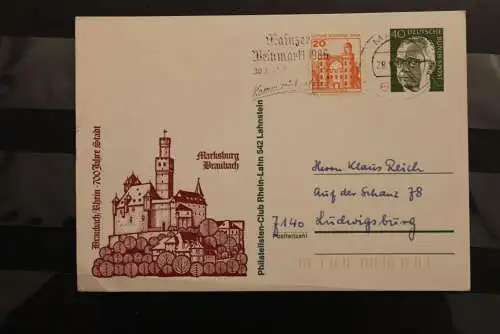 Mainzer
Weinmarkt 1986
20
40
DEUTSCHE
BUNDESPOST
Marksburg
Braubach
Braubach/Rhein · 700 Jahre Stadt
Philatelisten-Club Rhein-Lahn 542 Lahnstein
Herrn Klaus Reich
Auf der Schanz 78
7140 Ludwigsburg
Postleitzahl